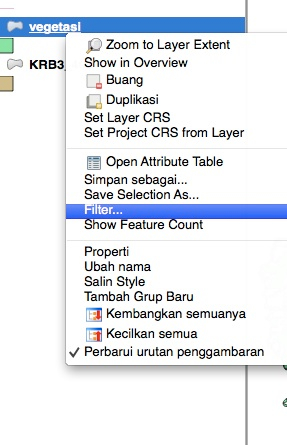 vegetasi
KRB3
Zoom to Layer Extent
Show in Overview
Buang
Duplikasi
Set Layer CRS
Set Project CRS from Layer
Open Attribute Table
Simpan sebagai...
Save Selection As...
Filter...
Show Feature Count
Properti
Ubah nama
Salin Style
Tambah Grup Baru
Kembangkan semuanya
Kecilkan semua
✓ Perbarui urutan penggambaran